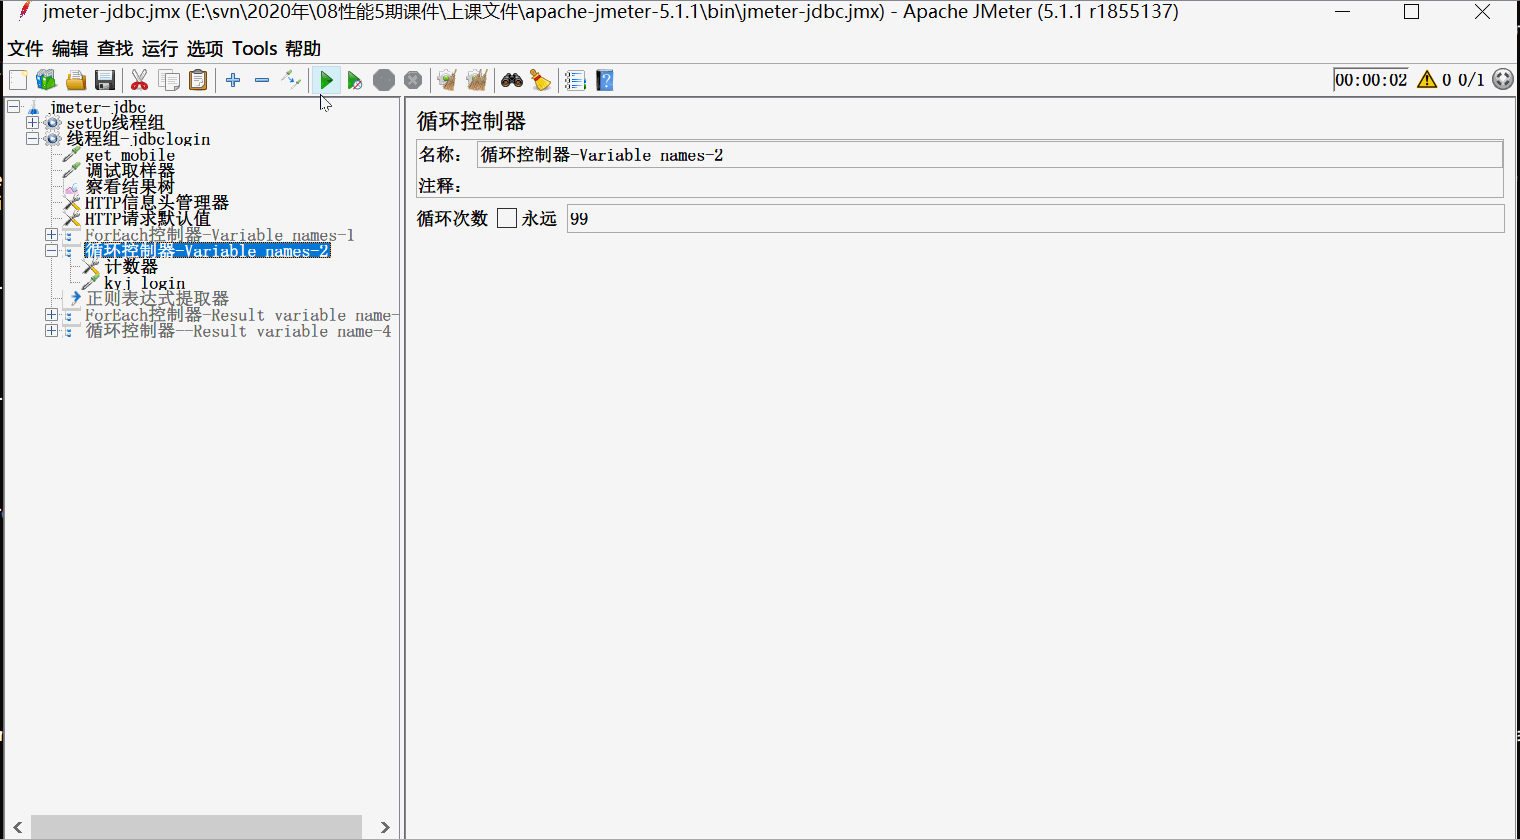 jmeter-jdbc.jmx (E:\svn\2020年\08性能5期课件\上课文件\apache-jmeter-5.1.1\bin\jmeter-jdbc.jmx) - Apache JMeter (5.1.1 r1855137)
文件 编辑 查找 运行 选项 Tools 帮助
00:00:02 0 0/1
jmeter-jdbc
setUp线程组
线程组-jdbclogin
get mobile
调试取样器
察看结果树
HTTP信息头管理器
HTTP请求默认值
ForEach控制器-Variable names-1
循环控制器-Variable names-2
计数器
kyj login
正则表达式提取器
ForEach控制器-Result variable name-
循环控制器--Result variable name-4
循环控制器
名称： 循环控制器-Variable names-2
注释：
循环次数 永远 99